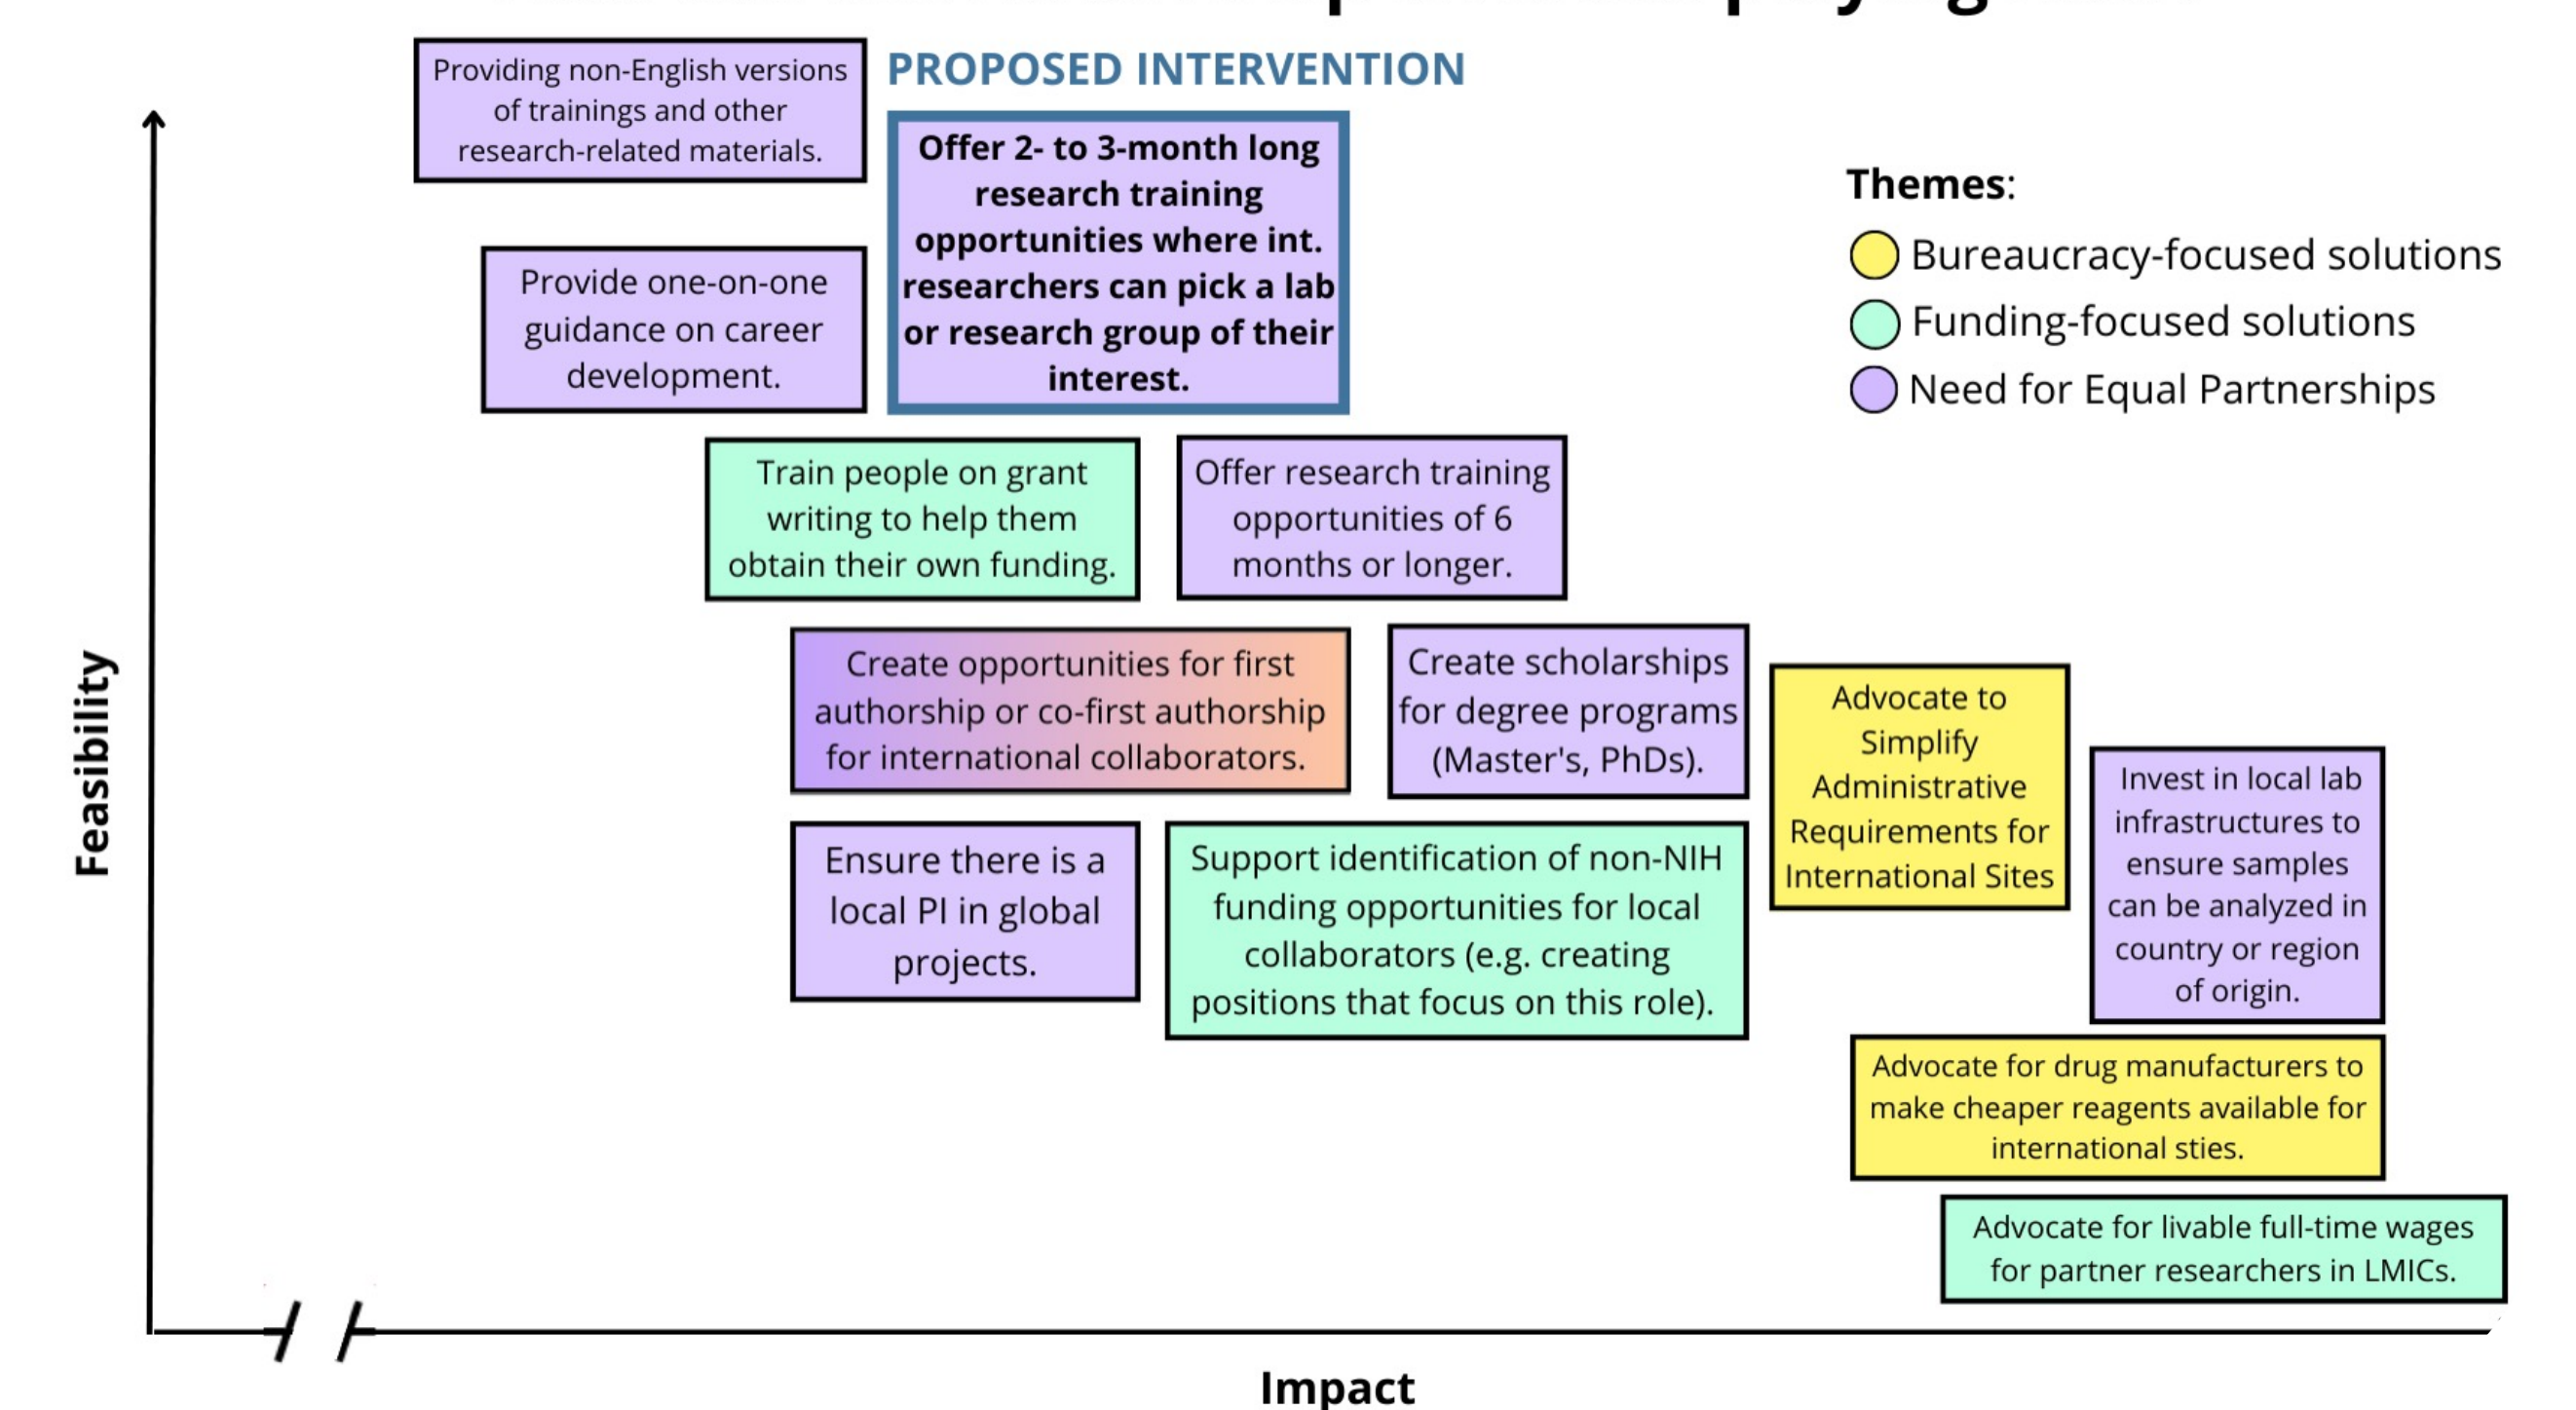 Providing non-English versions
of trainings and other
research-related materials.
PROPOSED INTERVENTION
Offer 2- to 3-month long
research training
opportunities where int.
researchers can pick a lab
or research group of their
interest.
Themes:
Bureaucracy-focused solutions
Funding-focused solutions
Need for Equal Partnerships
Provide one-on-one
guidance on career
development.
Train people on grant
writing to help them
obtain their own funding.
Offer research training
opportunities of 6
months or longer.
Create opportunities for first
authorship or co-first authorship
for international collaborators.
Create scholarships
for degree programs
(Master's, PhDs).
Advocate to
Simplify
Administrative
Requirements for
International Sites
Invest in local lab
infrastructures to
ensure samples
can be analyzed in
country or region
of origin.
Ensure there is a
local PI in global
projects.
Support identification of non-NIH
funding opportunities for local
collaborators (e.g. creating
positions that focus on this role).
Advocate for drug manufacturers to
make cheaper reagents available for
international sties.
Advocate for livable full-time wages
for partner researchers in LMICs.
Feasibility
Impact